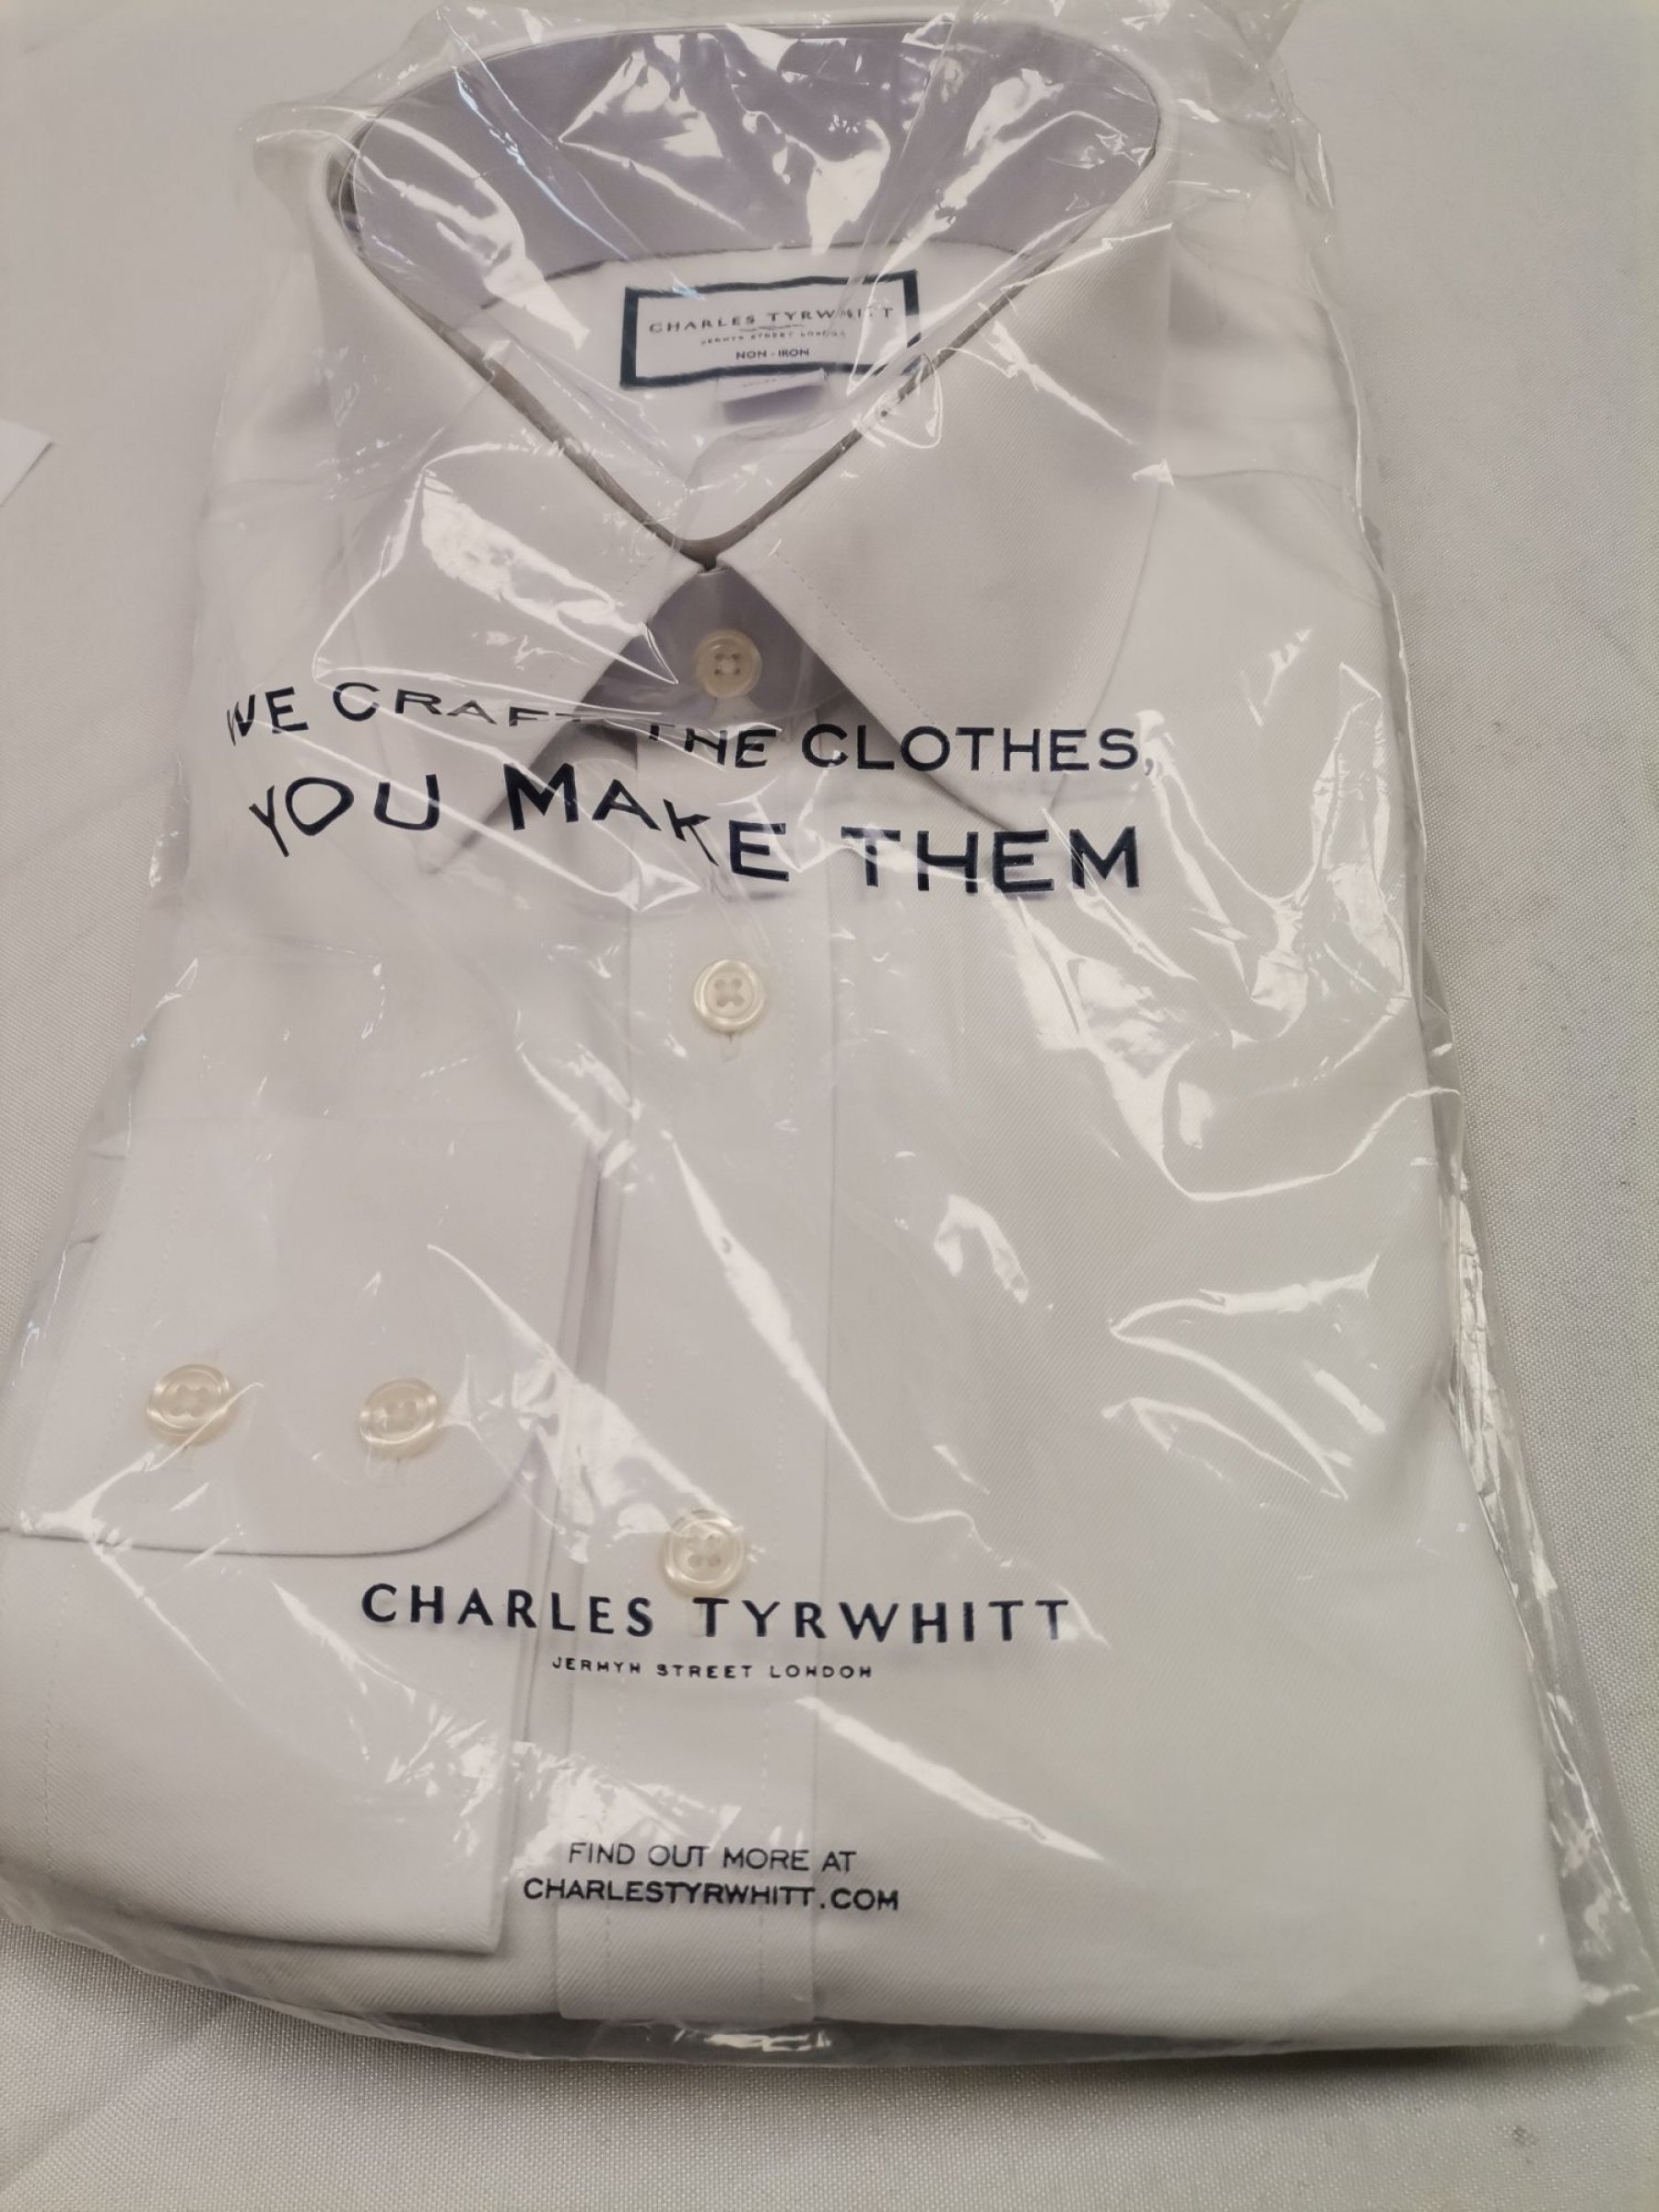 CHARLES TYRWHITT
JERMYN STREET LONDON
NON-IRON
WE CRAFT THE CLOTHES,
YOU MAKE THEM
CHARLES TYRWHITT
JERMYN STREET LONDON
FIND OUT MORE AT
CHARLESTYRWHITT.COM